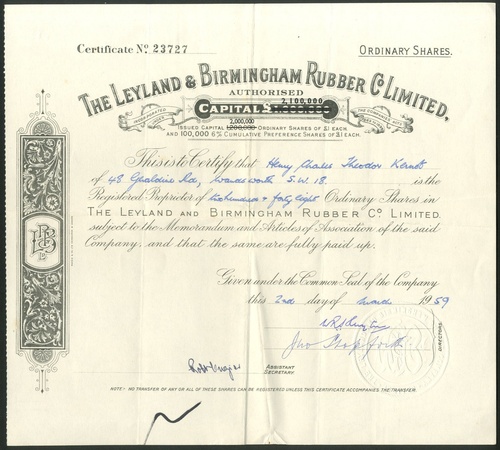 Certificate No. 23727
ORDINARY SHARES.
THE LEYLAND & BIRMINGHAM RUBBER CO LIMITED.
AUTHORISED
2,100,000
CAPITAL £
2,000,000
ISSUED CAPITAL 1200,000 ORDINARY SHARES OF £1 EACH.
AND 100,000 6% CUMULATIVE PREFERENCE SHARES OF £1 EACH.
This is to Certify that Henry Charles Theodor Kerndt
of 48 Geraldine Rd, Wandsworth S.W. 18. is the
Registered Proprietor of two hundred & forty eight Ordinary Shares in
THE LEYLAND AND BIRMINGHAM RUBBER CO LIMITED.
subject to the Memorandum and Articles of Association of the said
Company, and that the same are fully paid up.
Given under the Common Seal of the Company
this 2nd day of March 1959
DIRECTORS
ASSISTANT
SECRETARY
NOTE:- NO TRANSFER OF ANY OR ALL OF THESE SHARES CAN BE REGISTERED UNLESS THIS CERTIFICATE ACCOMPANIES THE TRANSFER.